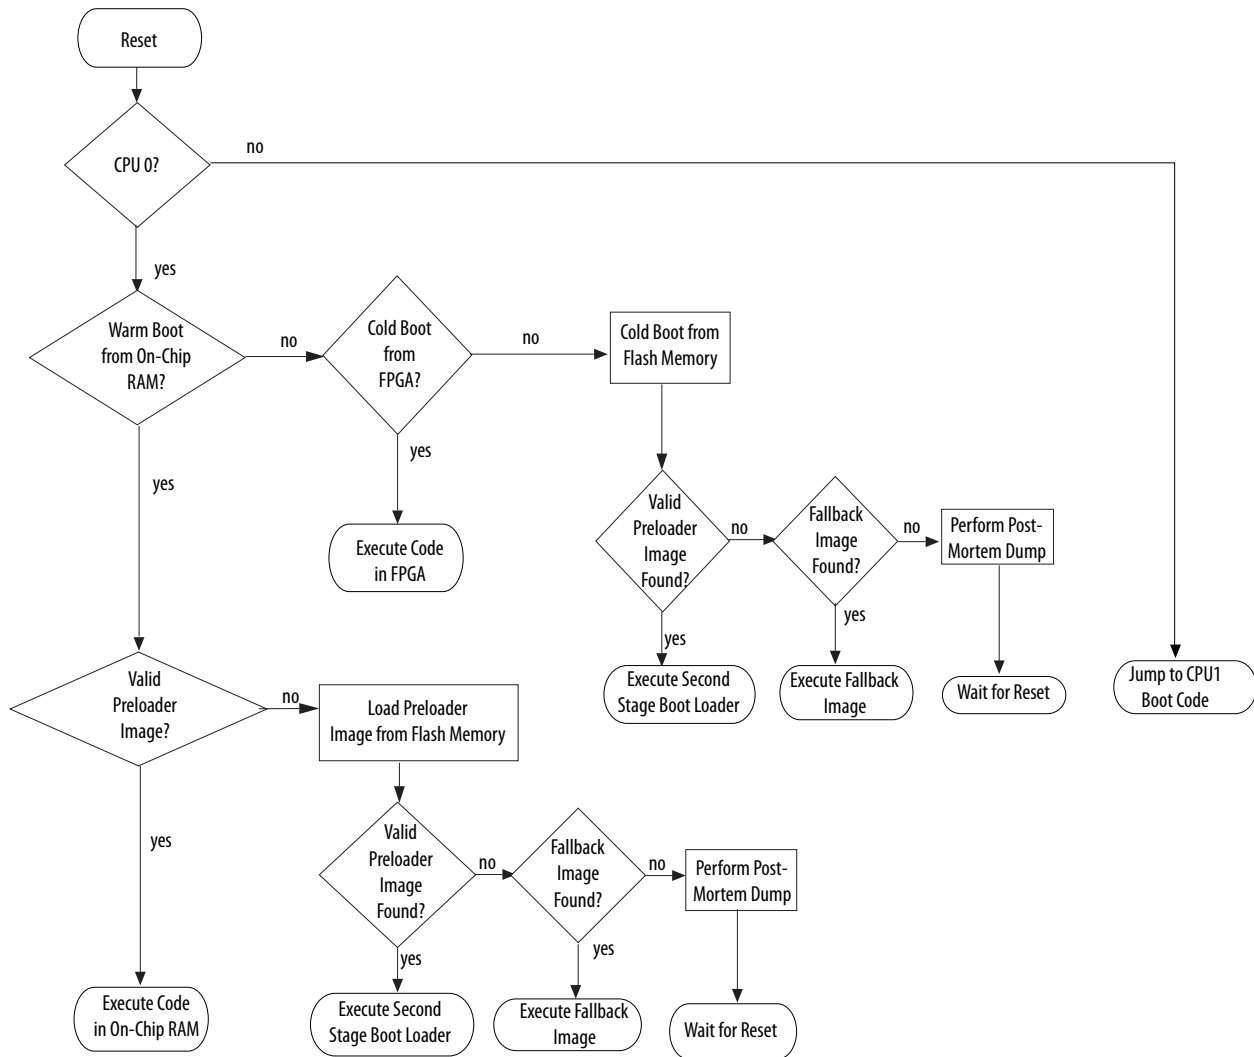 Reset
CPU 0?
no
yes
Warm Boot
from On-Chip
RAM?
no
Cold Boot
from
FPGA?
no
Cold Boot from
Flash Memory
yes
yes
Execute Code
in FPGA
Valid
Preloader
Image
Found?
no
Fallback
Image
Found?
no
Perform Post-
Mortem Dump
yes
yes
Execute Second
Stage Boot Loader
Execute Fallback
Image
Wait for Reset
Jump to CPU1
Boot Code
Valid
Preloader
Image?
no
Load Preloader
Image from Flash Memory
yes
Valid
Preloader
Image
Found?
no
Fallback
Image
Found?
no
Perform Post-
Mortem Dump
yes
yes
Execute Code
in On-Chip RAM
Execute Second
Stage Boot Loader
Execute Fallback
Image
Wait for Reset